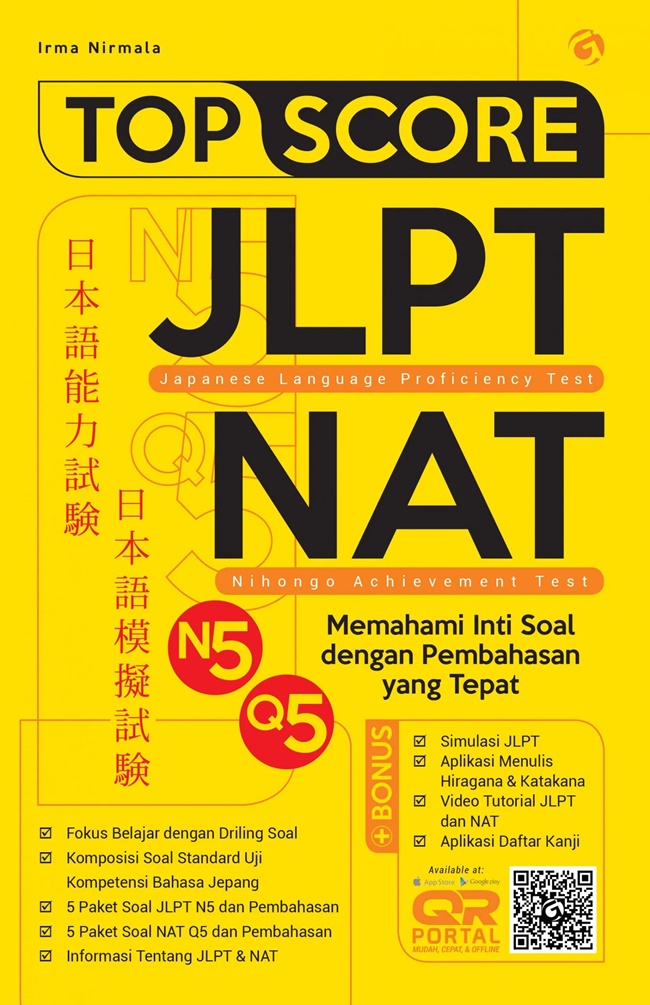 Irma Nirmala
TOP SCORE
N5
JLPT
日本語能力試験
Japanese Language Proficiency Test
Q5
NAT
日本語模擬試験
Nihongo Achievement Test
N5
Q5
Memahami Inti Soal
dengan Pembahasan
yang Tepat
+ BONUS
☑ Simulasi JLPT
☑ Aplikasi Menulis
Hiragana & Katakana
☑ Video Tutorial JLPT
dan NAT
☑ Aplikasi Daftar Kanji
☑ Fokus Belajar dengan Driling Soal
☑ Komposisi Soal Standard Uji
Kompetensi Bahasa Jepang
☑ 5 Paket Soal JLPT N5 dan Pembahasan
☑ 5 Paket Soal NAT Q5 dan Pembahasan
☑ Informasi Tentang JLPT & NAT
Available at:
App Store Google play
QR
PORTAL
MUDAH, CEPAT, & OFFLINE